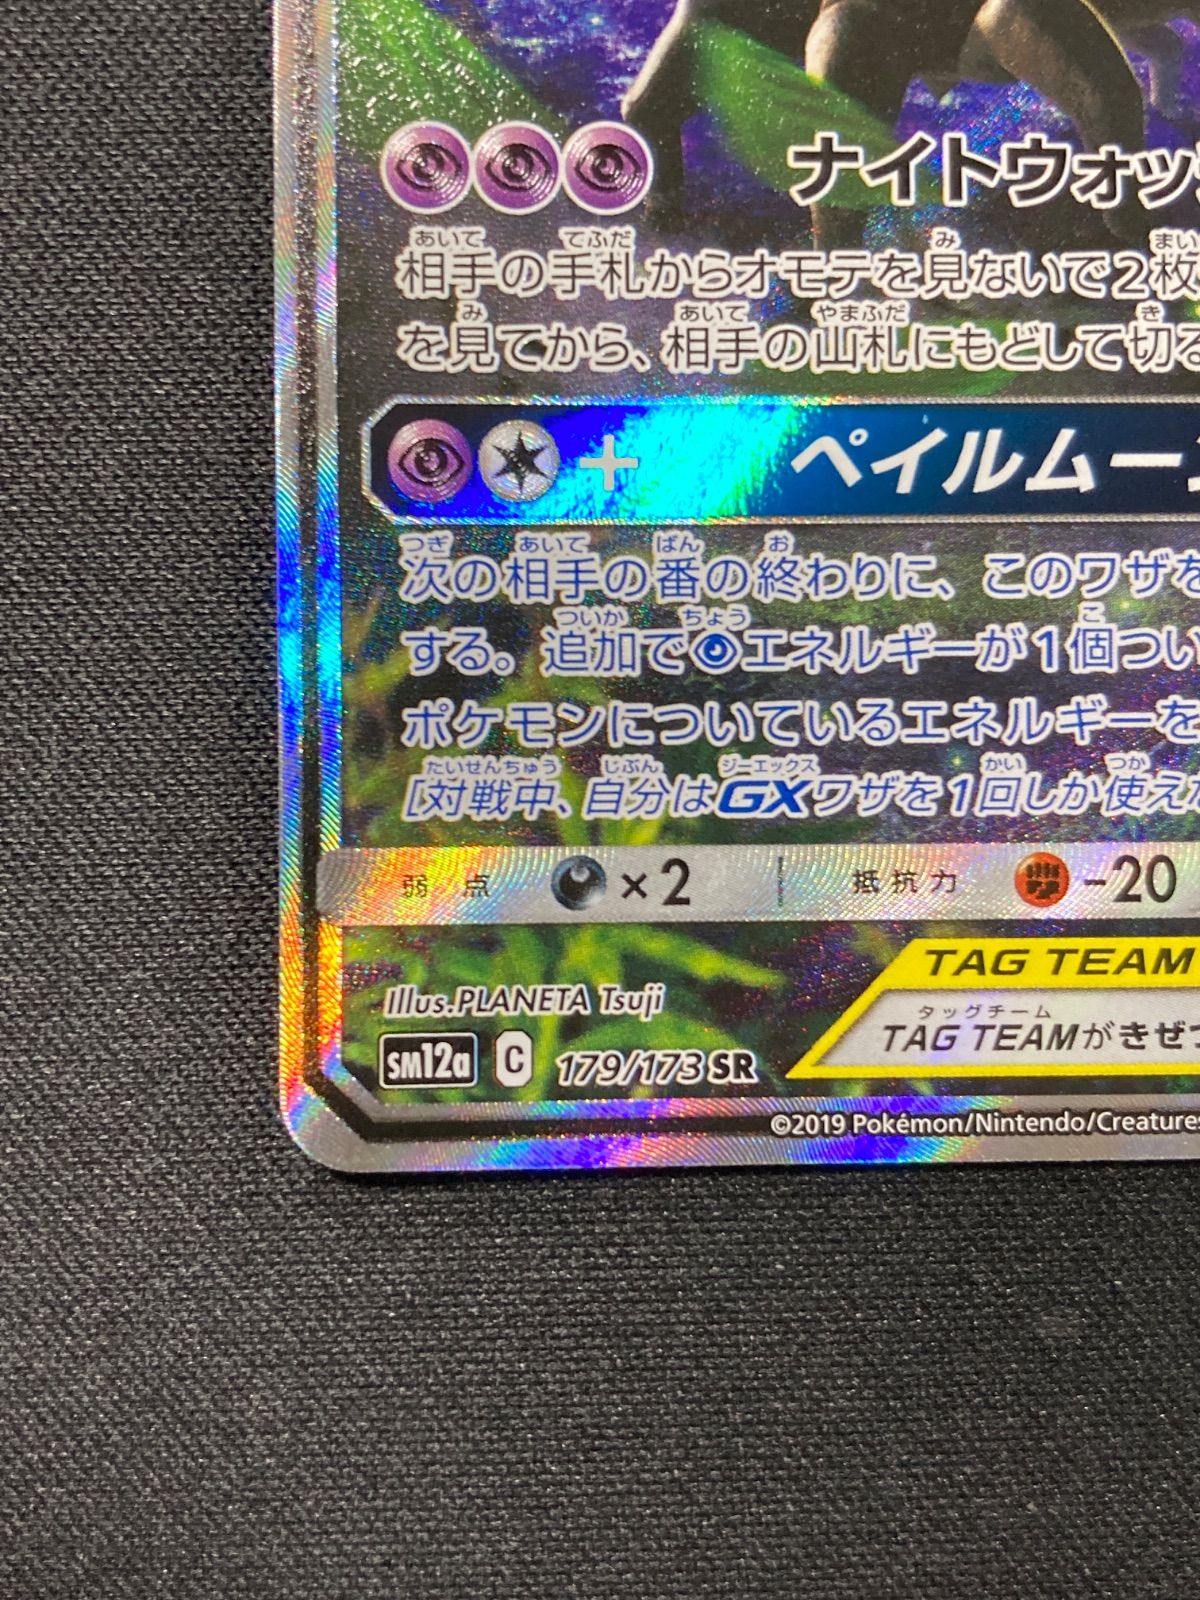 ナイトウォッ
あいて てふだ み まい
相手の手札からオモテを見ないで2枚
み あいて やまふだ き
を見てから、相手の山札にもどして切る
+ ペイルムー
つぎ あいて ばん お
次の相手の番の終わりに、このワザを
ついか ちょう こ
する。追加でエネルギーが1個つい
ポケモンについているエネルギーを
たいせんちゅう じぶん ジーエックス かい つか
[対戦中、自分はGXワザを1回しか使え
弱点 ×2 抵抗力 -20
TAG TEAM
Illus.PLANETA Tsuji
タッグチーム
TAG TEAMがきぜ
SM12a C 179/173 SR
©2019 Pokémon/Nintendo/Creatures